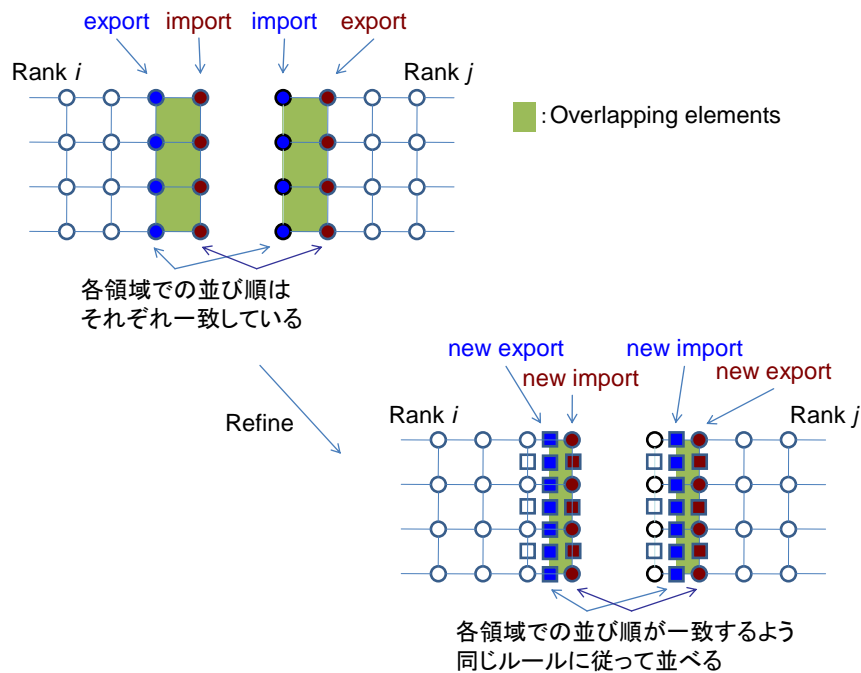 export import import export
Rank i Rank j
: Overlapping elements
各領域での並び順は
それぞれ一致している
Refine
new export new import
new import new export
Rank i Rank j
各領域での並び順が一致するよう
同じルールに従って並べる